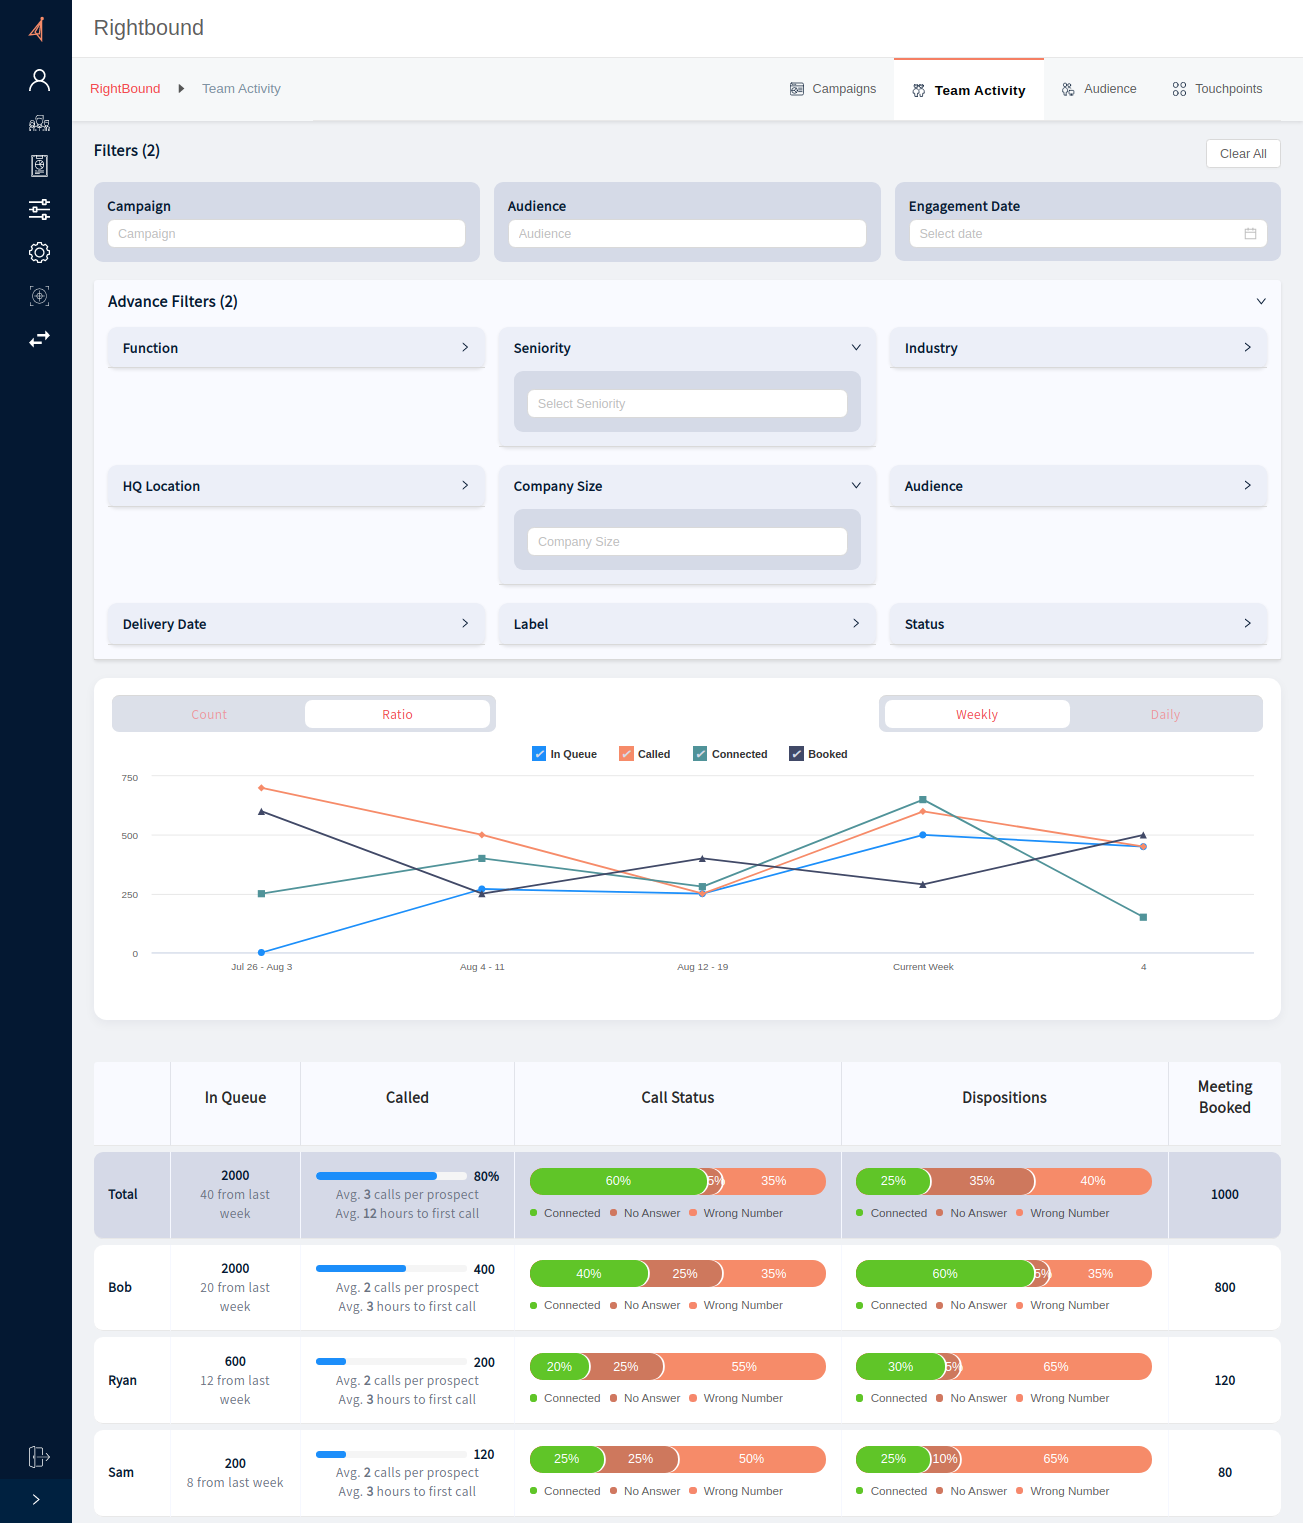 Rightbound
RightBound
Team Activity
Campaigns
Team Activity
Audience
Touchpoints
Filters (2)
Clear All
Campaign
Audience
Engagement Date
Campaign
Audience
Select date
Advance Filters (2)
Function
Seniority
Industry
Select Seniority
HQ Location
Company Size
Audience
Company Size
Delivery Date
Label
Status
Count
Ratio
Weekly
Daily
In Queue
Called
Connected
Booked
750
500
250
0
Jul 26 - Aug 3
Aug 4 - 11
Aug 12 - 19
Current Week
4
In Queue
Called
Call Status
Dispositions
Meeting
Booked
Total
2000
40 from last
week
80%
Avg. 3 calls per prospect
Avg. 12 hours to first call
60%
5%
35%
Connected
No Answer
Wrong Number
25%
35%
40%
Connected
No Answer
Wrong Number
1000
Bob
2000
20 from last
week
400
Avg. 2 calls per prospect
Avg. 3 hours to first call
40%
25%
35%
Connected
No Answer
Wrong Number
60%
5%
35%
Connected
No Answer
Wrong Number
800
Ryan
600
12 from last
week
200
Avg. 2 calls per prospect
Avg. 3 hours to first call
20%
25%
55%
Connected
No Answer
Wrong Number
30%
5%
65%
Connected
No Answer
Wrong Number
120
Sam
200
8 from last week
120
Avg. 2 calls per prospect
Avg. 3 hours to first call
25%
25%
50%
Connected
No Answer
Wrong Number
25%
10%
65%
Connected
No Answer
Wrong Number
80